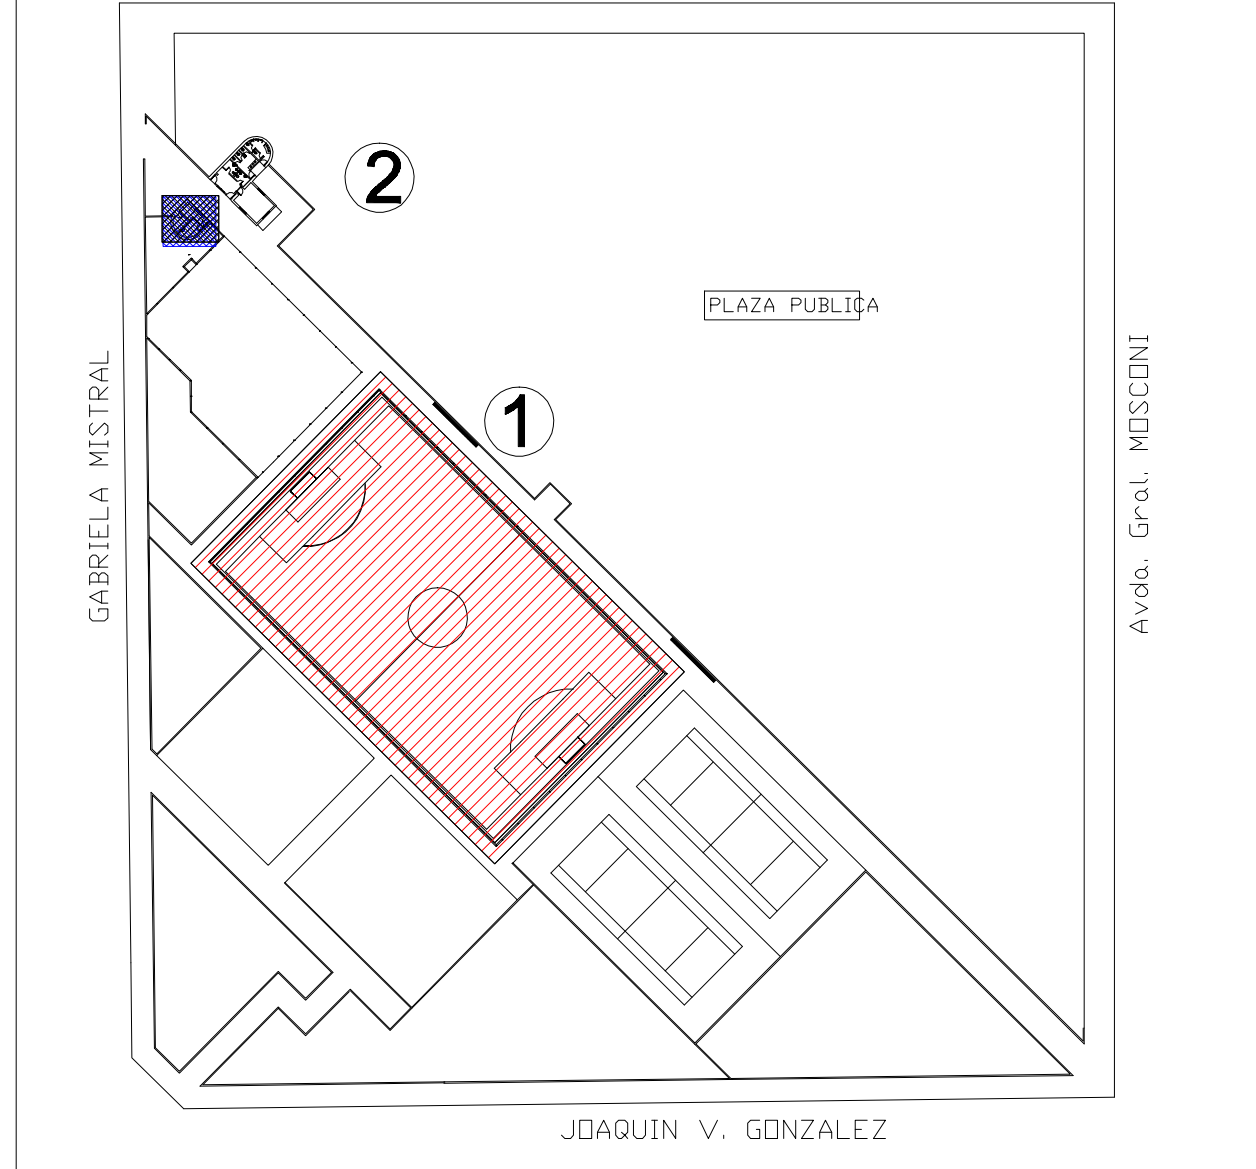 2
PLAZA PUBLICA
1
GABRIELA MISTRAL
Avda. Gral. MOSCONI
JOAQUIN V. GONZALEZ